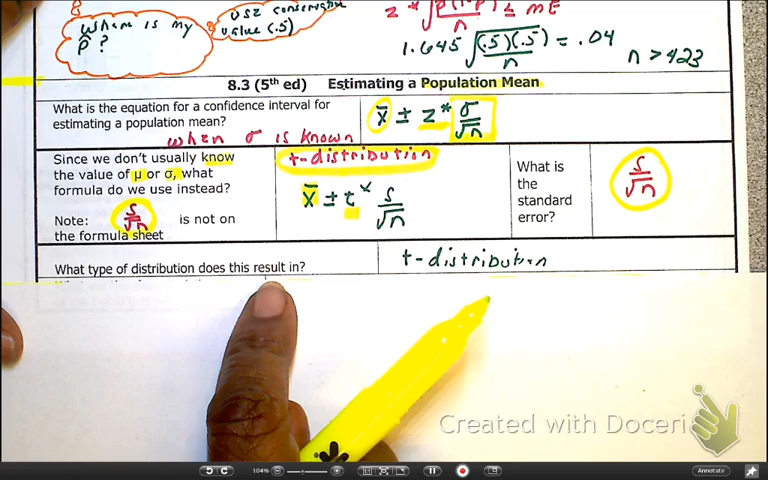 where is my
p̂ ?
use conservative
value (.5)
z* √p(1-p)/n ≤ ME
1.645 √(.5)(.5)/n = .04
n > 423
8.3 (5th ed) Estimating a Population Mean
What is the equation for a confidence interval for
estimating a population mean?
when σ is known
x̄ ± z* σ/√n
Since we don't usually know
the value of μ or σ, what
formula do we use instead?
Note: s/√n is not on
the formula sheet
t-distribution
x̄ ± t* s/√n
What is
the
standard
error?
s/√n
What type of distribution does this result in?
t-distribution
Created with Doceri
104%
Annotate